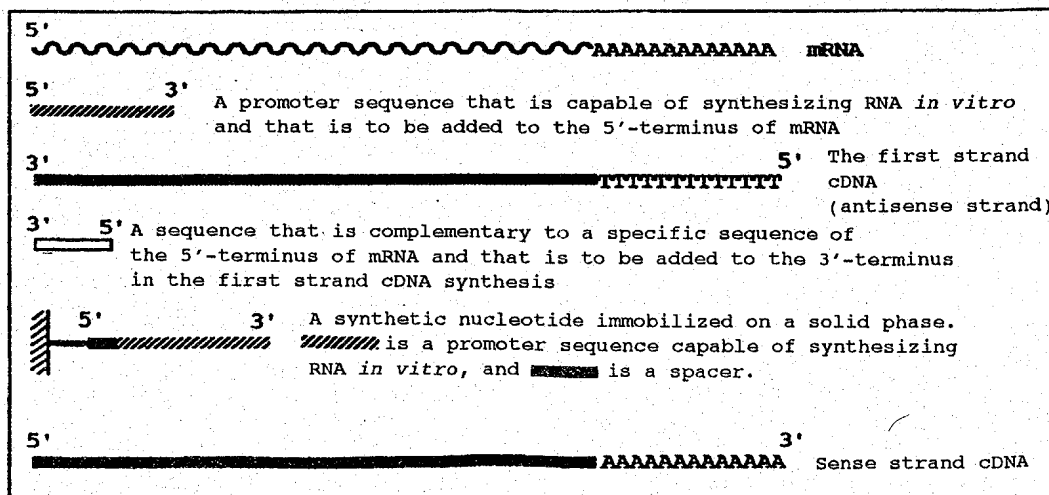 5'
AAAAAAAAAAAAA mRNA
5' 3'
A promoter sequence that is capable of synthesizing RNA in vitro
and that is to be added to the 5'-terminus of mRNA
3' 5' The first strand
TTTTTTTTTTTTT cDNA
(antisense strand)
3' 5' A sequence that is complementary to a specific sequence of
the 5'-terminus of mRNA and that is to be added to the 3'-terminus
in the first strand cDNA synthesis
5' 3' A synthetic nucleotide immobilized on a solid phase.
is a promoter sequence capable of synthesizing
RNA in vitro, and is a spacer.
5' 3'
AAAAAAAAAAAAA Sense strand cDNA